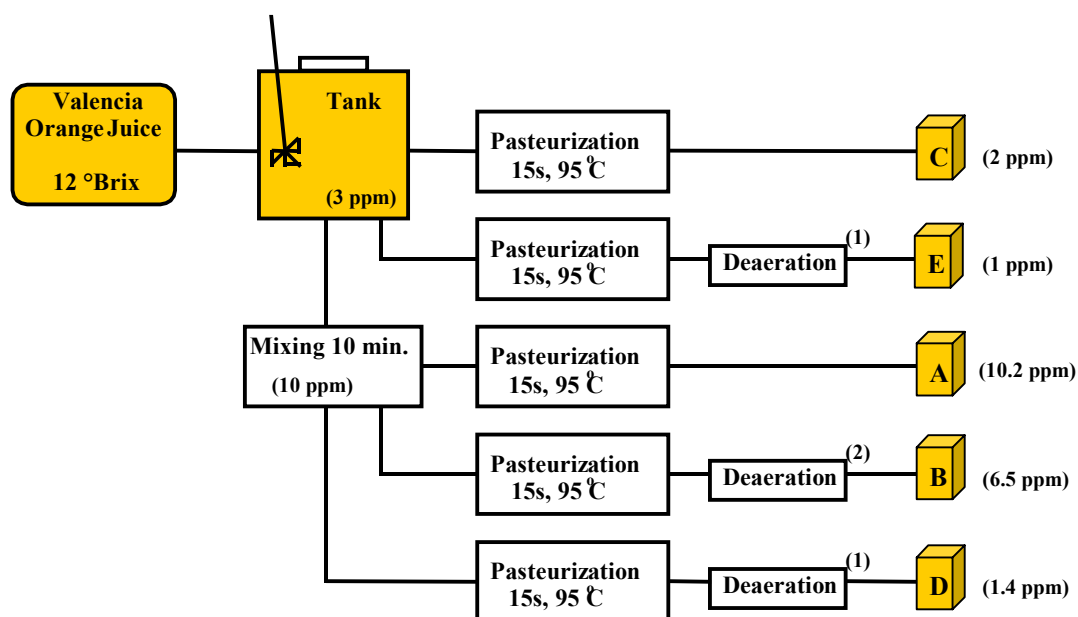 Valencia
Orange Juice
12 °Brix
Tank
(3 ppm)
Pasteurization
15s, 95 °C
C
(2 ppm)
Pasteurization
15s, 95 °C
Deaeration
(1)
E
(1 ppm)
Mixing 10 min.
(10 ppm)
Pasteurization
15s, 95 °C
A
(10.2 ppm)
Pasteurization
15s, 95 °C
Deaeration
(2)
B
(6.5 ppm)
Pasteurization
15s, 95 °C
Deaeration
(1)
D
(1.4 ppm)